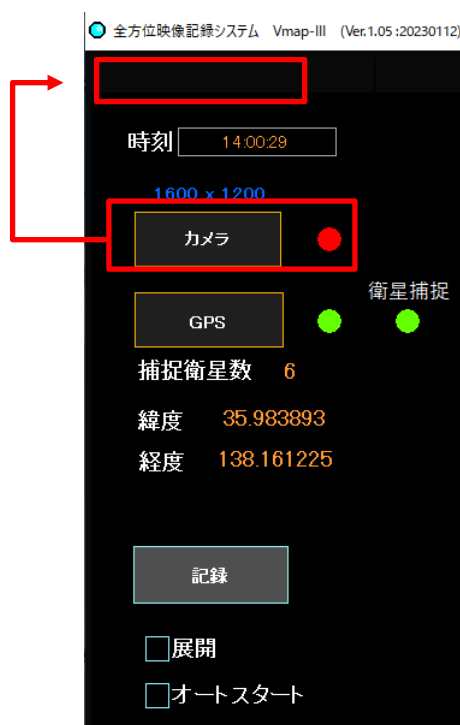 全方位映像記録システム Vmap-III (Ver.1.05 :20230112)
時刻 14:00:29
1600 x 1200
カメラ
衛星捕捉
GPS
捕捉衛星数 6
緯度 35.983893
経度 138.161225
記録
展開
オートスタート